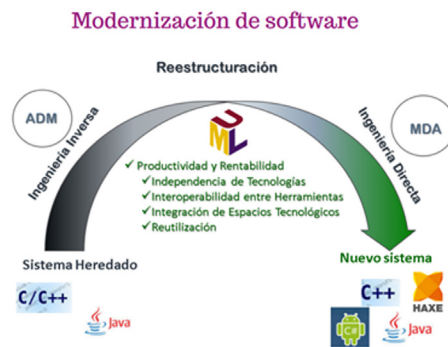 Modernización de software
Reestructuración
ADM
MDA
Ingeniería Inversa
Ingeniería Directa
UML
✓ Productividad y Rentabilidad
✓ Independencia de Tecnologías
✓ Interoperabilidad entre Herramientas
✓ Integración de Espacios Tecnológicos
✓ Reutilización
Sistema Heredado
Nuevo sistema
C/C++
Java
C++
HAXE
C#
Java